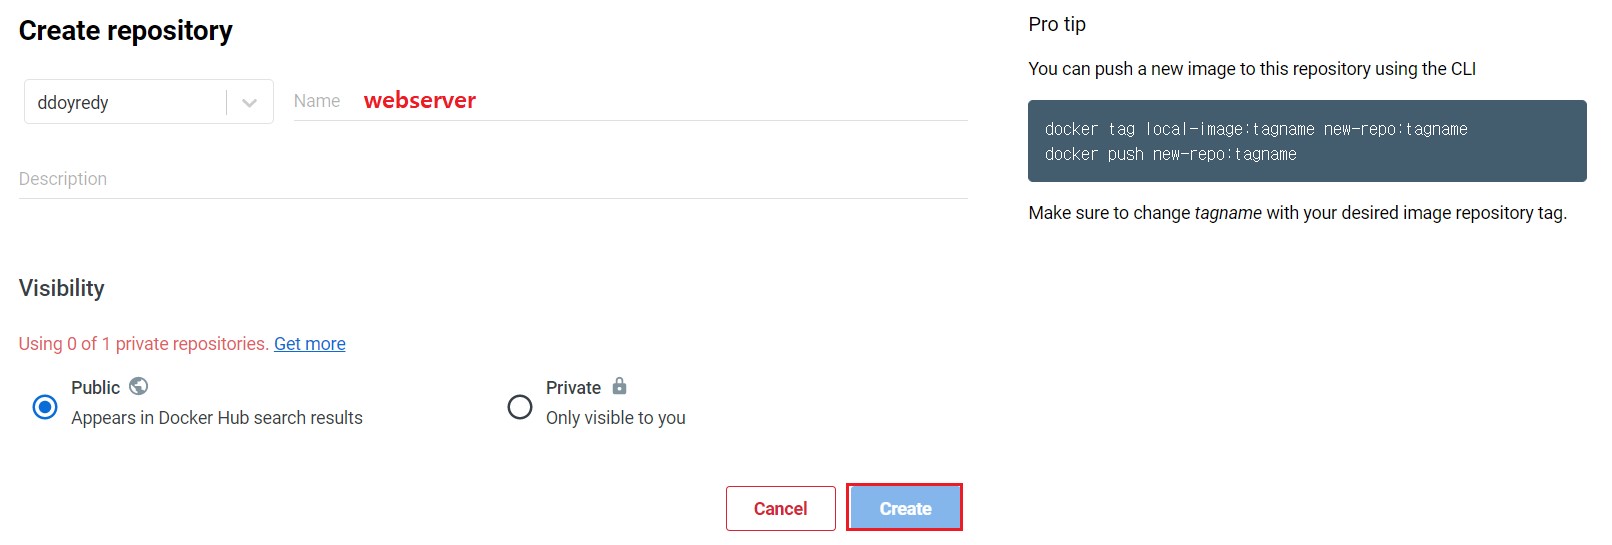 Create repository
ddoyredy
Name webserver
Description
Visibility
Using 0 of 1 private repositories. Get more
Public
Appears in Docker Hub search results
Private
Only visible to you
Cancel
Create
Pro tip
You can push a new image to this repository using the CLI
docker tag local-image:tagname new-repo:tagname
docker push new-repo:tagname
Make sure to change tagname with your desired image repository tag.